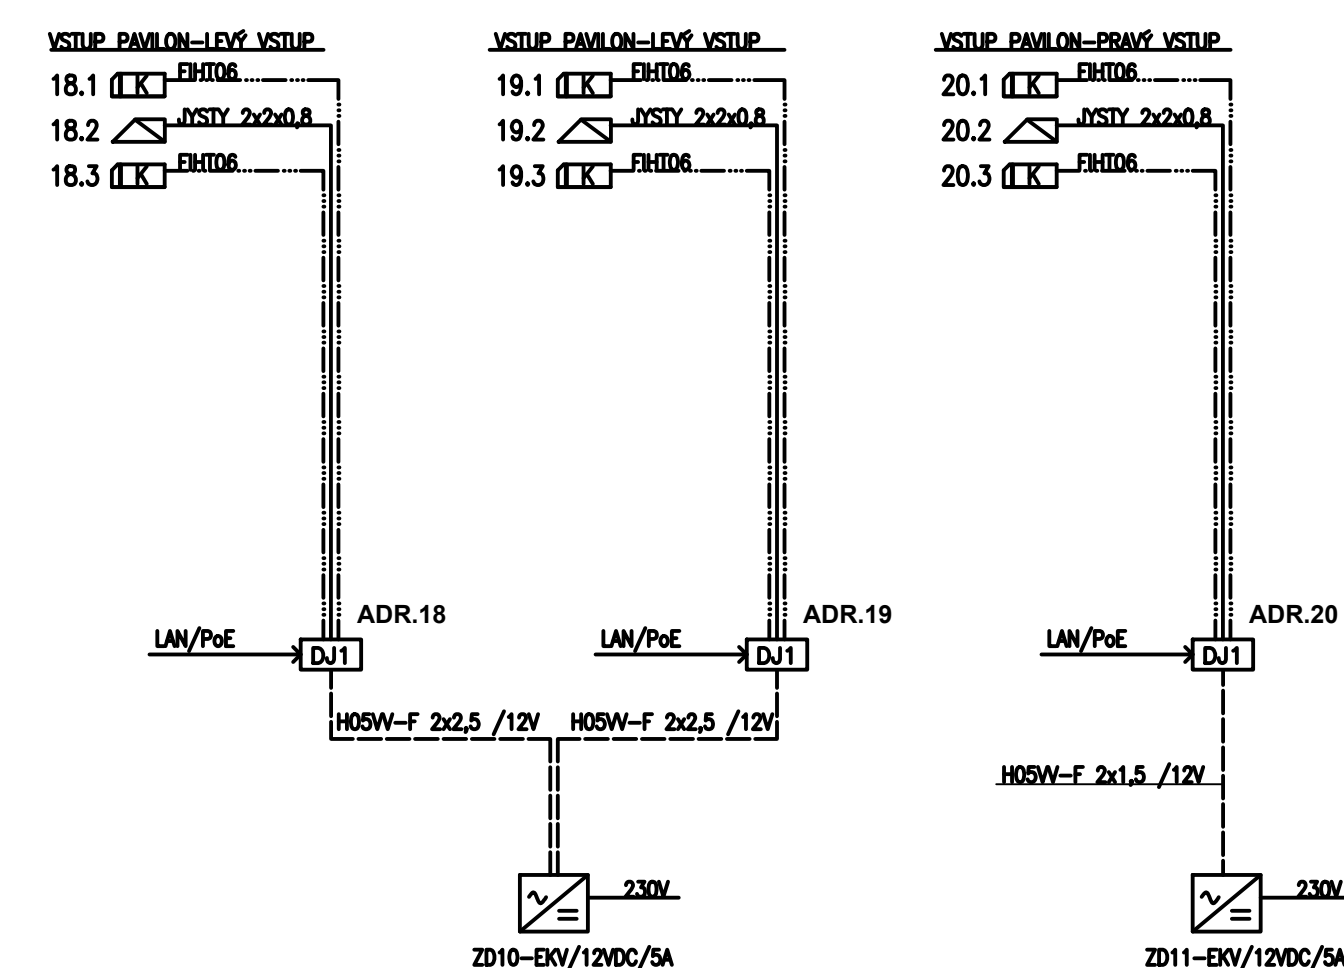 VSTUP PAVILON-LEVÝ VSTUP
18.1 K FIHT06
18.2 JYSTY 2x2x0,8
18.3 K FIHT06
ADR.18
LAN/PoE
DJ1
H05VV-F 2x2,5 /12V
VSTUP PAVILON-LEVÝ VSTUP
19.1 K FIHT06
19.2 JYSTY 2x2x0,8
19.3 K FIHT06
ADR.19
LAN/PoE
DJ1
H05VV-F 2x2,5 /12V
230V
ZD10-EKV/12VDC/5A
VSTUP PAVILON-PRAVÝ VSTUP
20.1 K FIHT06
20.2 JYSTY 2x2x0,8
20.3 K FIHT06
ADR.20
LAN/PoE
DJ1
H05VV-F 2x1,5 /12V
230V
ZD11-EKV/12VDC/5A